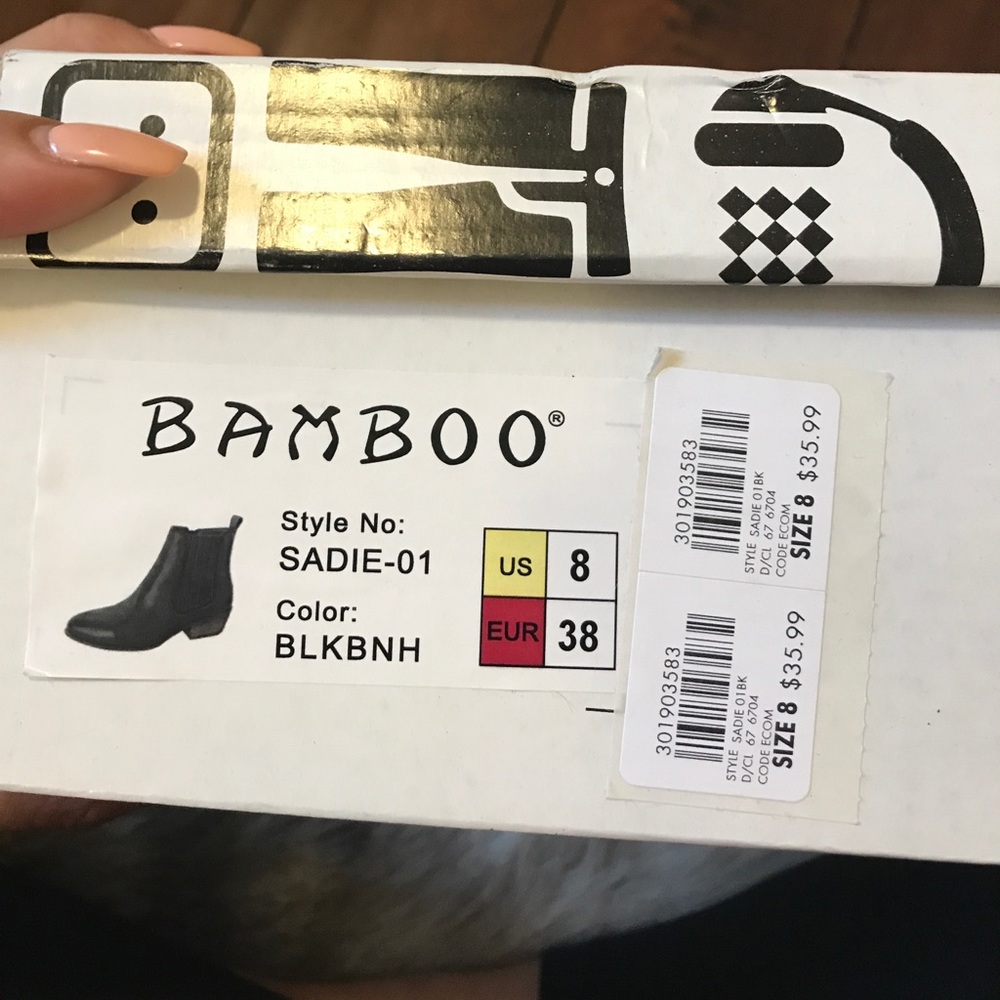 BAMBOO®
Style No:
SADIE-01
Color:
BLKBNH
US 8
EUR 38
301903583
STYLE SADIE 01BK
D/CL 67 6704
CODE ECOM
SIZE 8 $35.99
301903583
STYLE SADIE 01BK
D/CL 67 6704
CODE ECOM
SIZE 8 $35.99